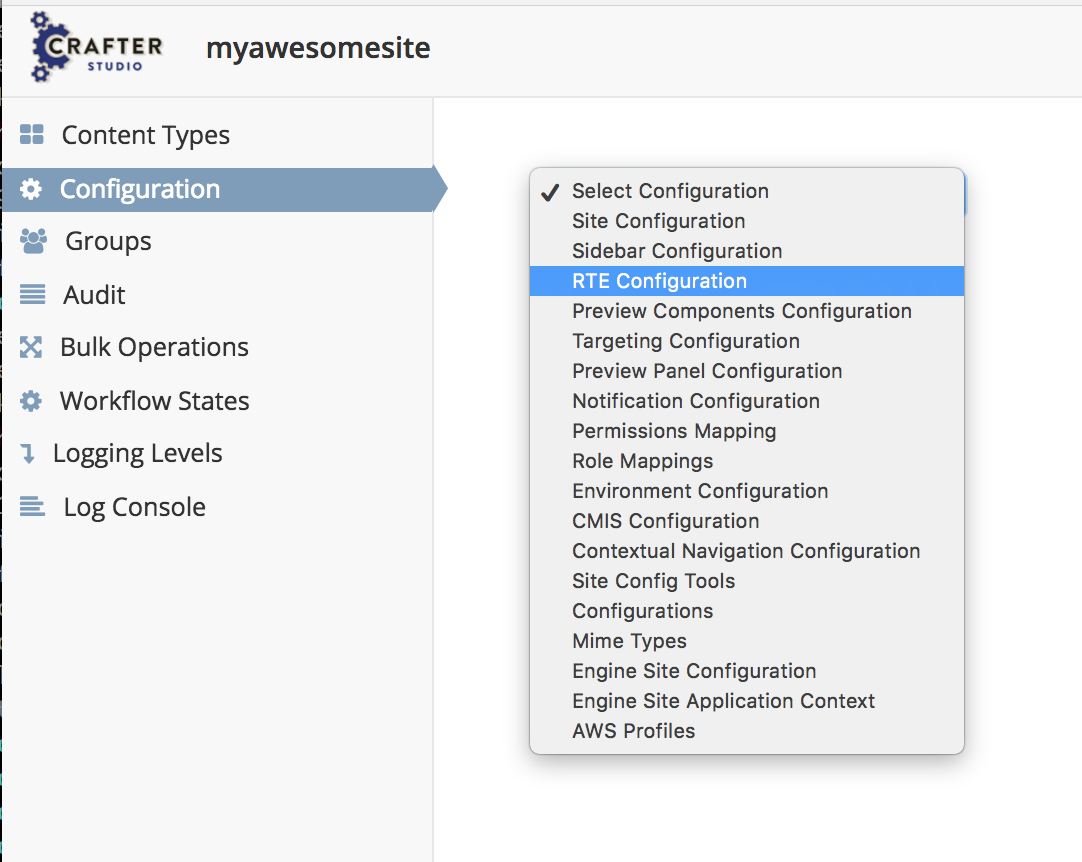 CRAFTER
STUDIO
myawesomesite
Content Types
Configuration
Groups
Audit
Bulk Operations
Workflow States
Logging Levels
Log Console
Select Configuration
Site Configuration
Sidebar Configuration
RTE Configuration
Preview Components Configuration
Targeting Configuration
Preview Panel Configuration
Notification Configuration
Permissions Mapping
Role Mappings
Environment Configuration
CMIS Configuration
Contextual Navigation Configuration
Site Config Tools
Configurations
Mime Types
Engine Site Configuration
Engine Site Application Context
AWS Profiles